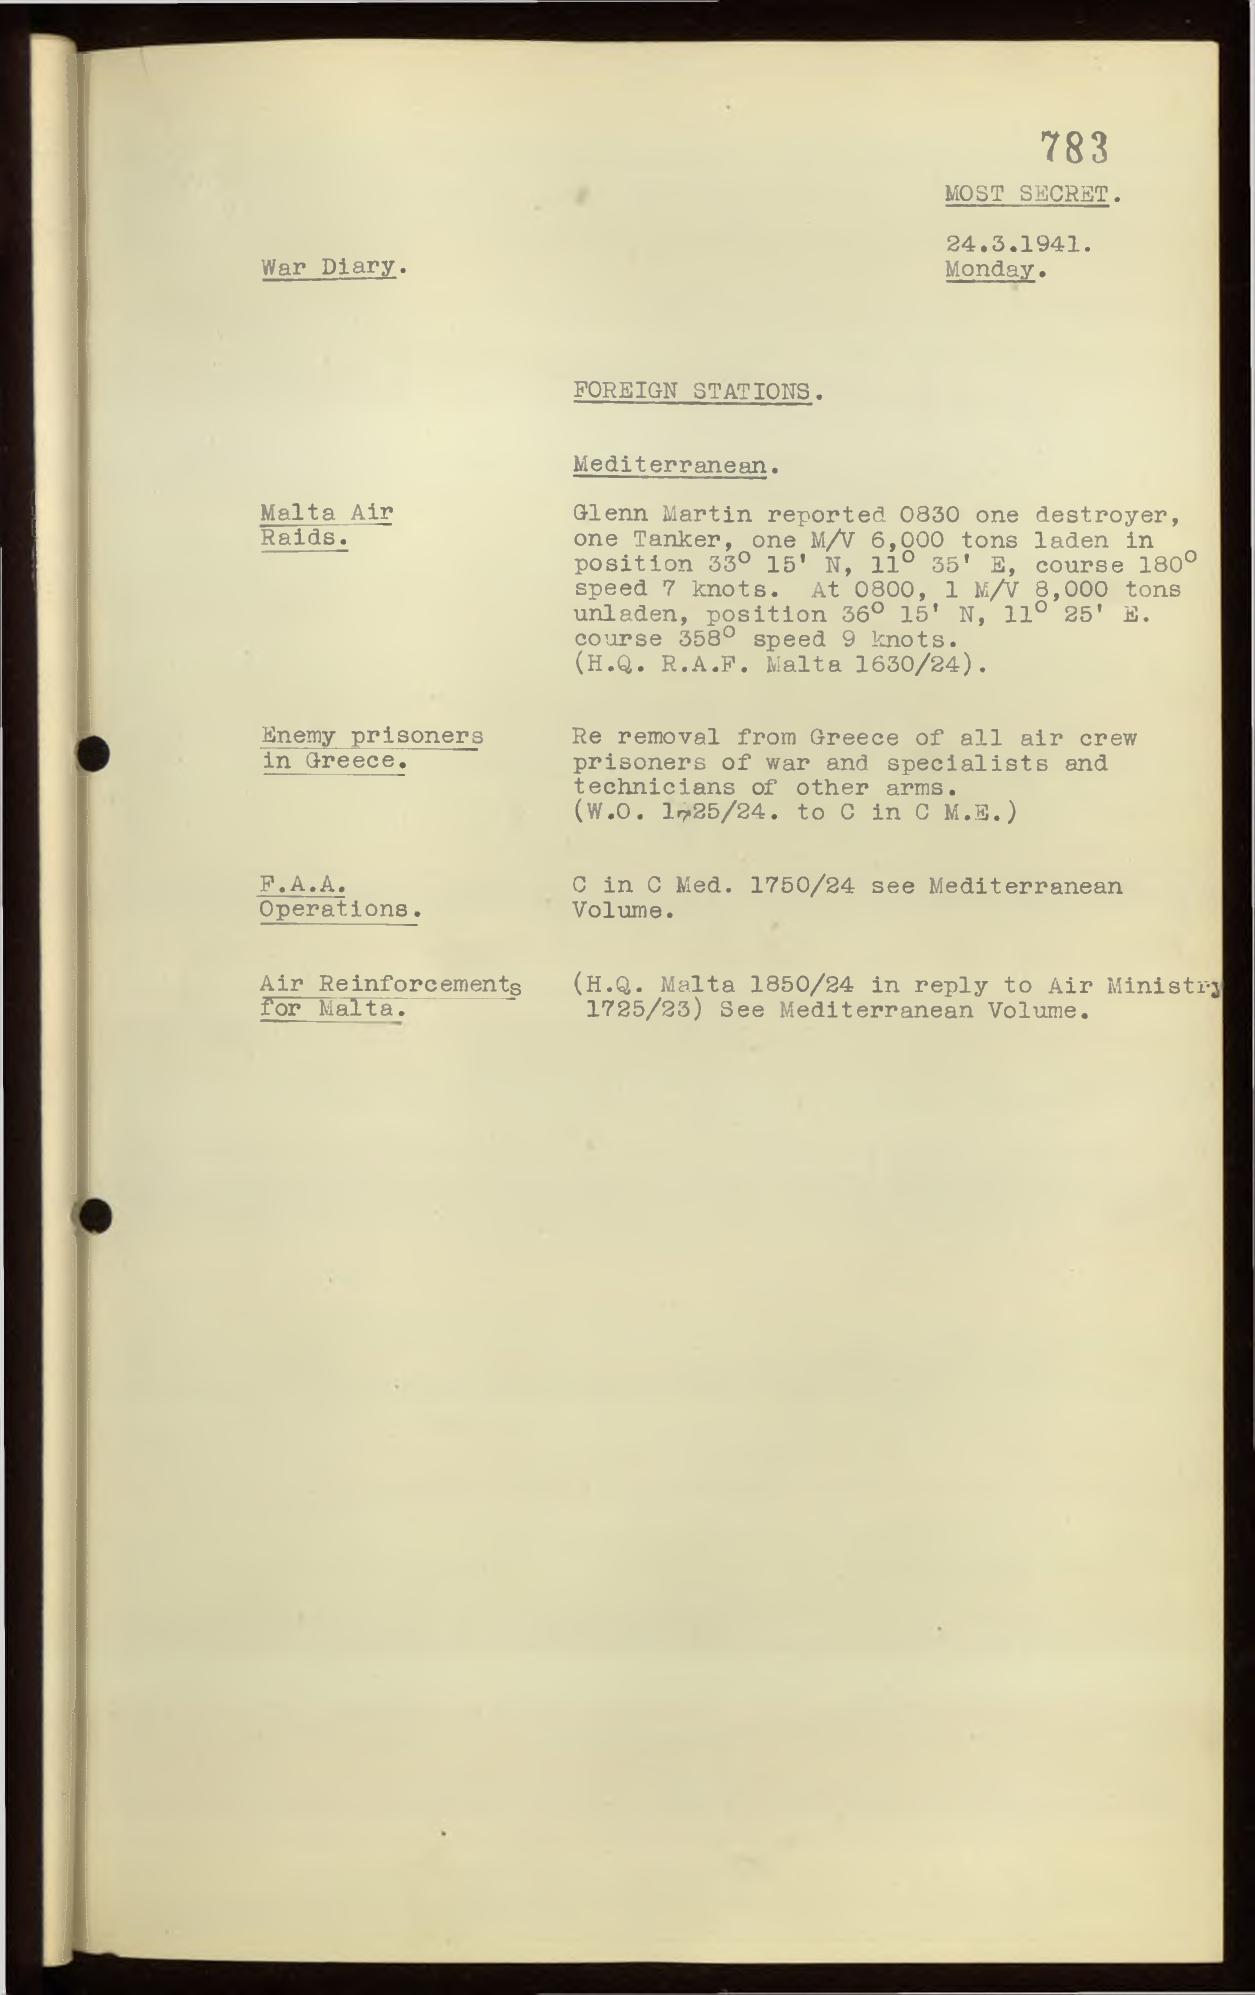 783
MOST SECRET.
24.3.1941.
War Diary.
Monday.
FOREIGN STATIONS.
Mediterranean.
Malta Air
Raids.
Glenn Martin reported 0830 one destroyer,
one Tanker, one M/V 6,000 tons laden in
position 33° 15' N, 11° 35' E, course 180°
speed 7 knots. At 0800, 1 M/V 8,000 tons
unladen, position 36° 15' N, 11° 25' E.
course 358° speed 9 knots.
(H.Q. R.A.F. Malta 1630/24).
Enemy prisoners
in Greece.
Re removal from Greece of all air crew
prisoners of war and specialists and
technicians of other arms.
(W.O. 1725/24. to C in C M.E.)
F.A.A.
Operations.
C in C Med. 1750/24 see Mediterranean
Volume.
Air Reinforcements
for Malta.
(H.Q. Malta 1850/24 in reply to Air Ministry
1725/23) See Mediterranean Volume.